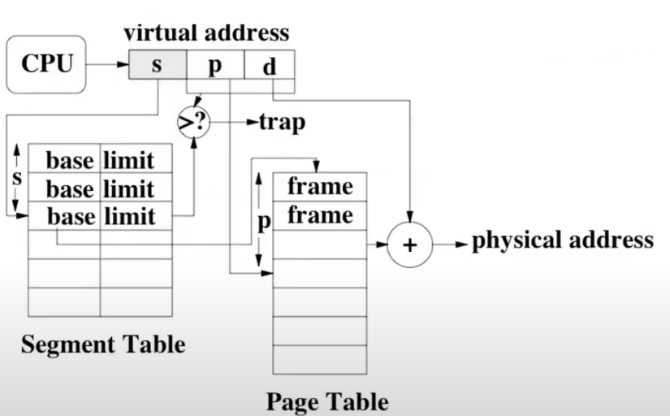 virtual address
CPU
s p d
>?
trap
base limit
base limit
base limit
s
frame
frame
p
+
physical address
Segment Table
Page Table